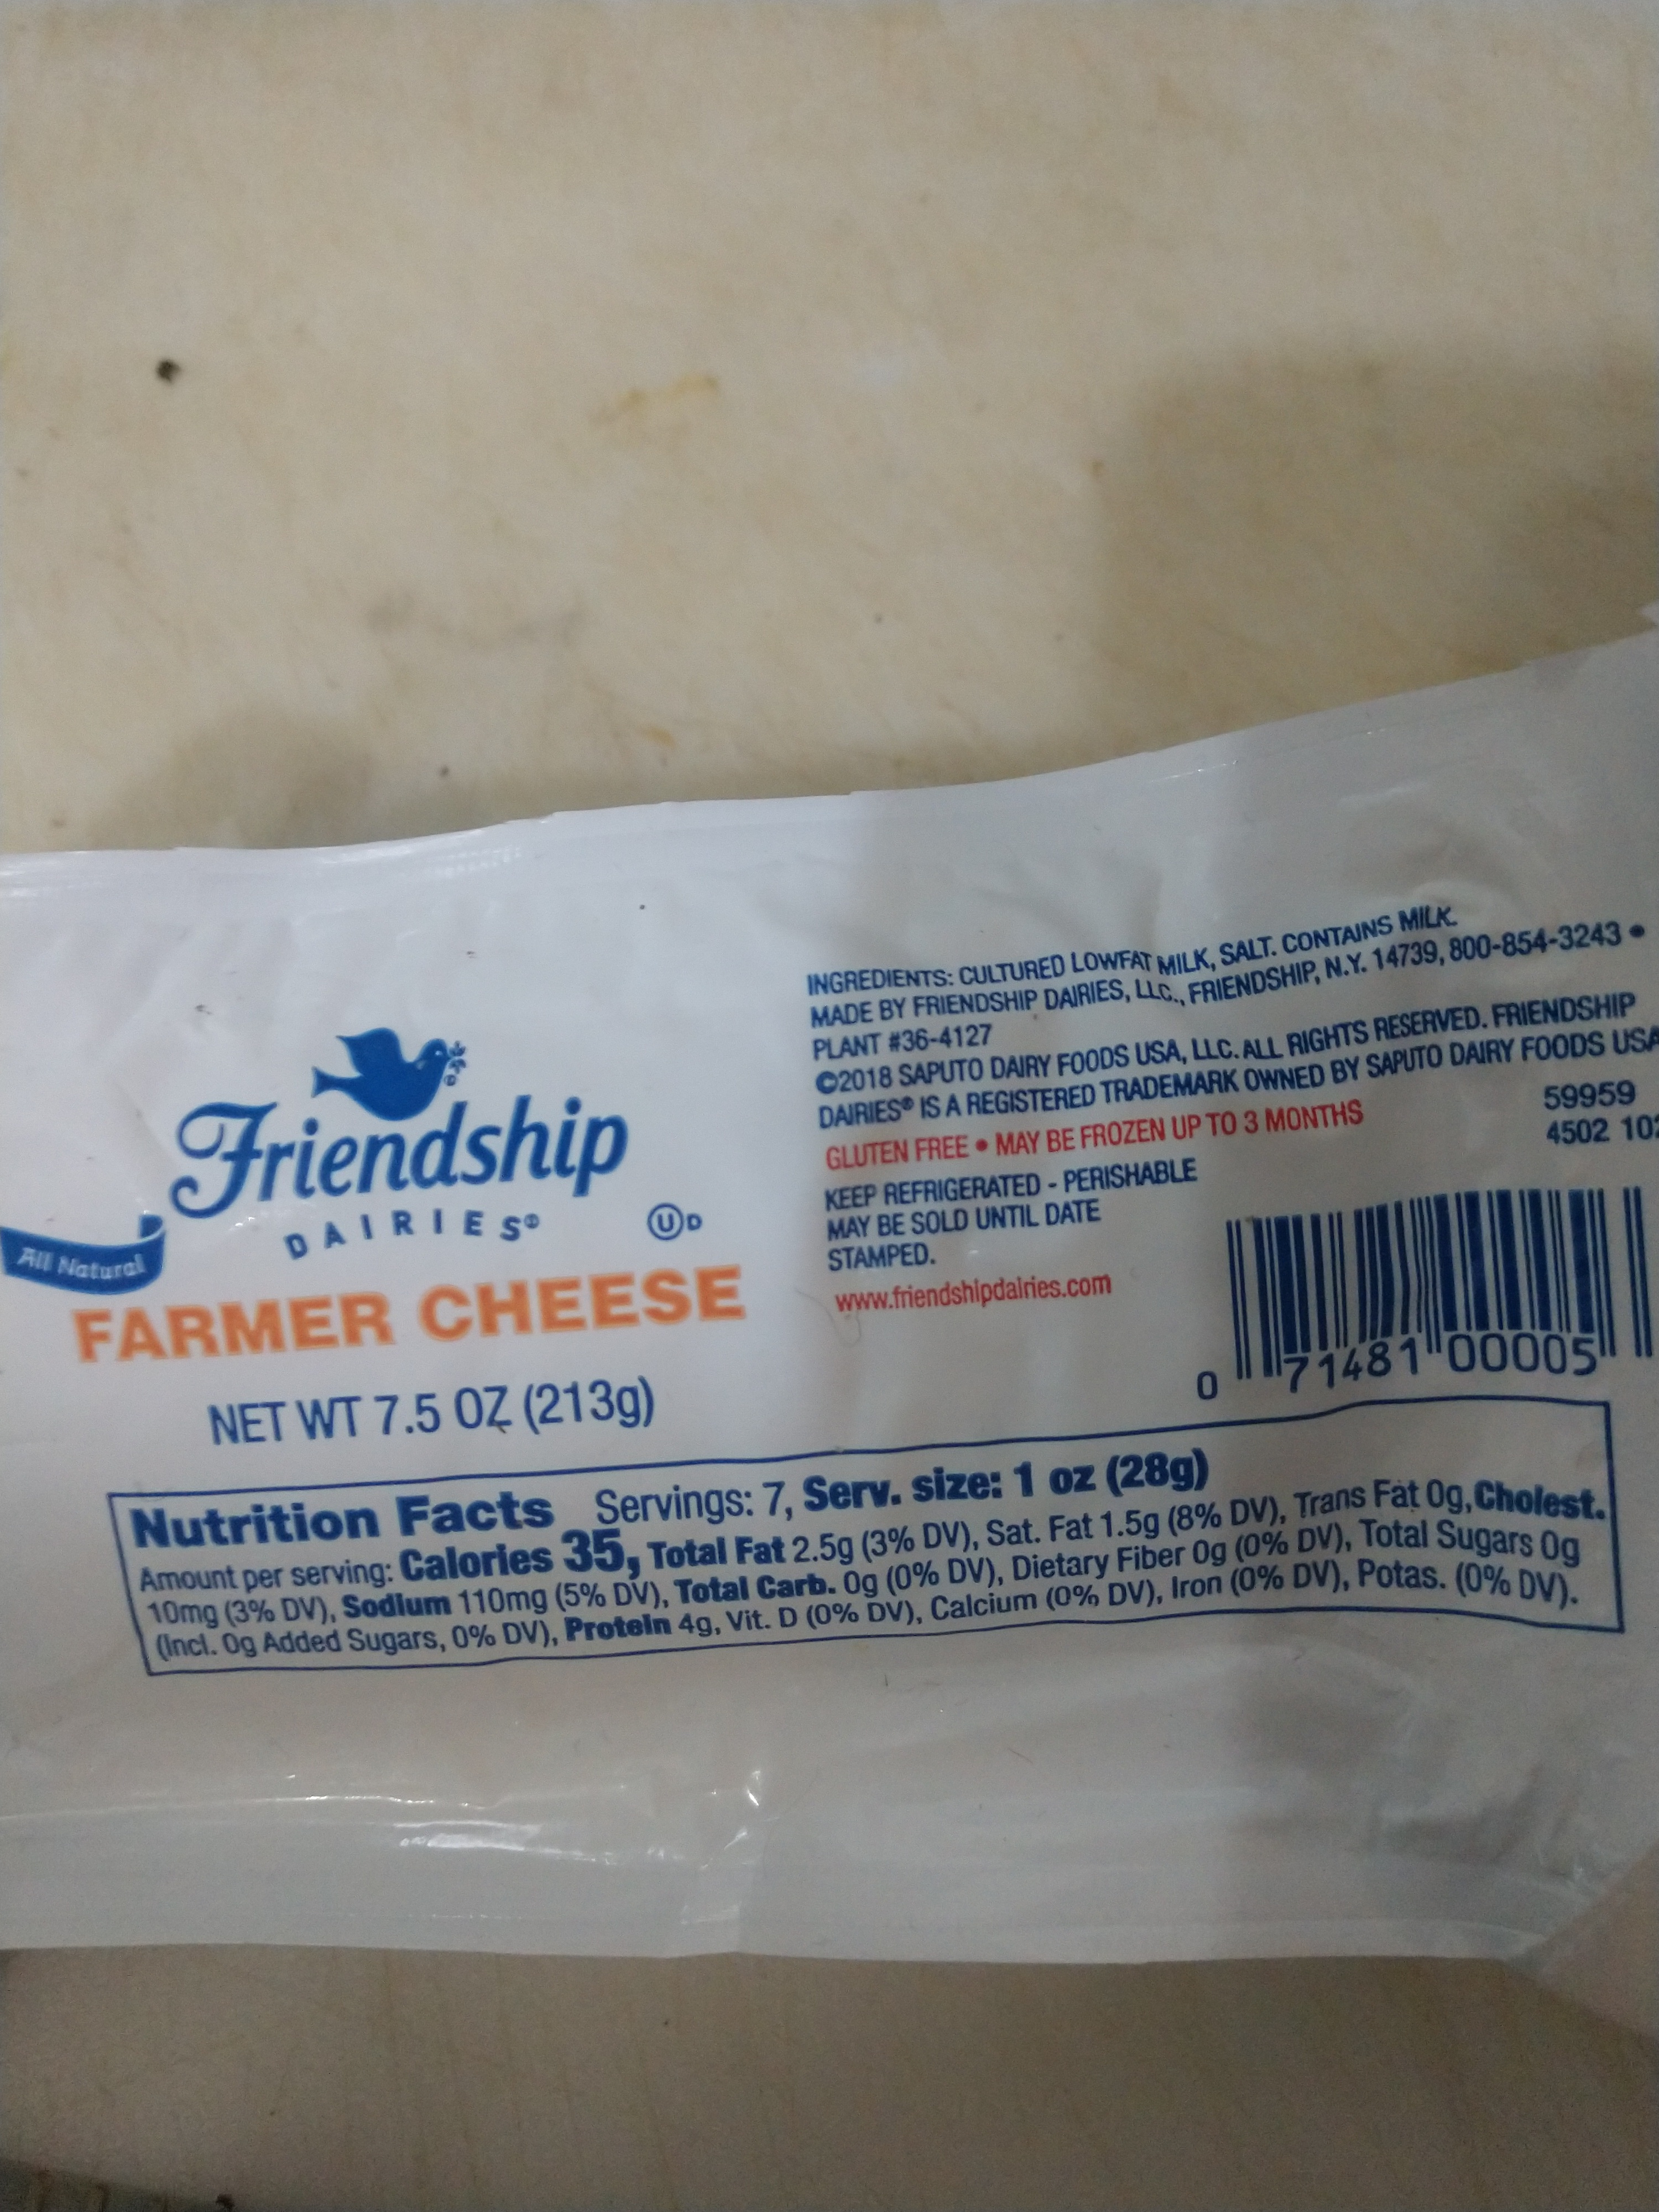 Friendship
DAIRIES®
UD
All Natural
FARMER CHEESE
NET WT 7.5 OZ (213g)
INGREDIENTS: CULTURED LOWFAT MILK, SALT. CONTAINS MILK.
MADE BY FRIENDSHIP DAIRIES, LLC., FRIENDSHIP, N.Y. 14739, 800-854-3243 •
PLANT #36-4127
©2018 SAPUTO DAIRY FOODS USA, LLC. ALL RIGHTS RESERVED. FRIENDSHIP
DAIRIES® IS A REGISTERED TRADEMARK OWNED BY SAPUTO DAIRY FOODS USA
GLUTEN FREE • MAY BE FROZEN UP TO 3 MONTHS
59959
4502
KEEP REFRIGERATED - PERISHABLE
MAY BE SOLD UNTIL DATE
STAMPED.
www.friendshipdairies.com
0 71481 00005
Nutrition Facts Servings: 7, Serv. size: 1 oz (28g)
Amount per serving: Calories 35, Total Fat 2.5g (3% DV), Sat. Fat 1.5g (8% DV), Trans Fat 0g, Cholest.
10mg (3% DV), Sodium 110mg (5% DV), Total Carb. 0g (0% DV), Dietary Fiber 0g (0% DV), Total Sugars 0g
(Incl. 0g Added Sugars, 0% DV), Protein 4g, Vit. D (0% DV), Calcium (0% DV), Iron (0% DV), Potas. (0% DV).